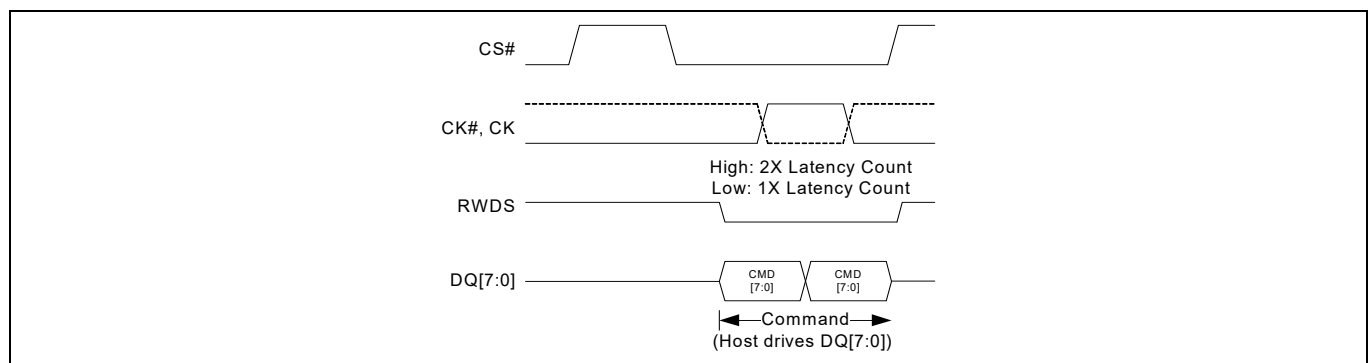 CS#
CK#, CK
High: 2X Latency Count
Low: 1X Latency Count
RWDS
DQ[7:0]
CMD
[7:0]
CMD
[7:0]
Command
(Host drives DQ[7:0])